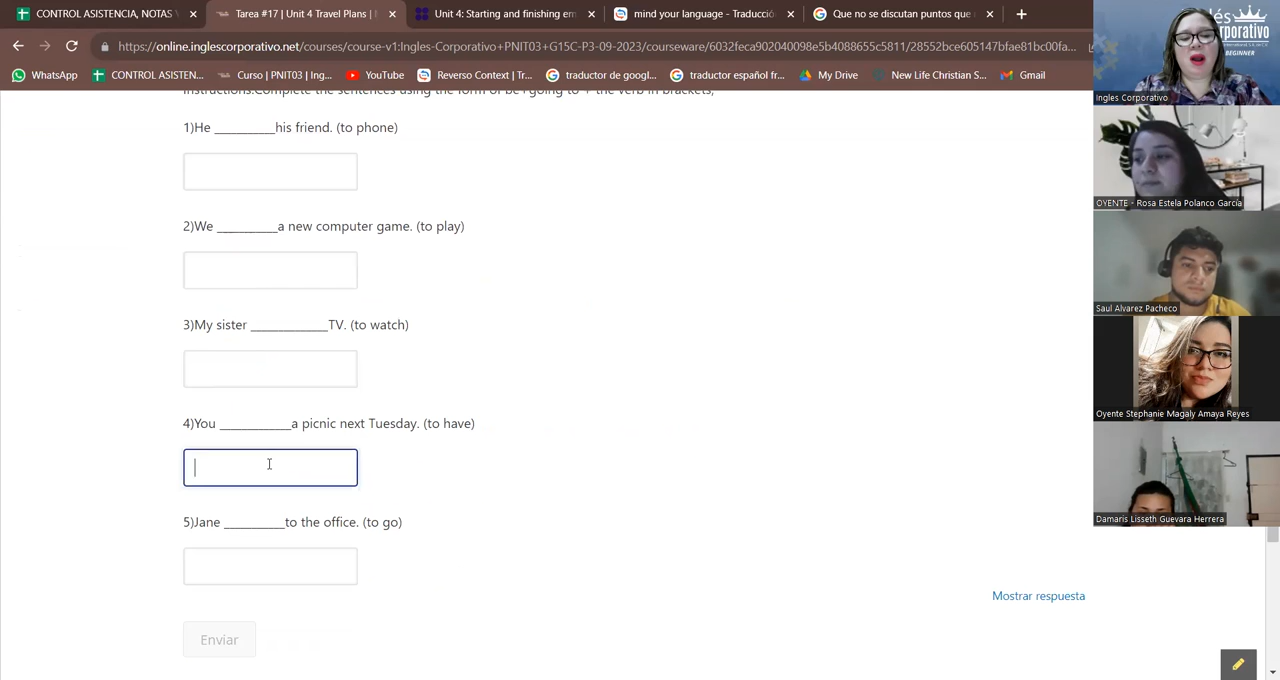 CONTROL ASISTENCIA, NOTAS
Tarea #17 | Unit 4 Travel Plans |
Unit 4: Starting and finishing em
mind your language - Traducció
Que no se discutan puntos que
https://online.inglescorporativo.net/courses/course-v1:Ingles-Corporativo+PNIT03+G15C-P3-09-2023/courseware/6032feca902040098e5b4088655c5811/28552bce605147bfae81bc00fa...
WhatsApp
CONTROL ASISTEN...
Curso | PNIT03 | Ing...
YouTube
Reverso Context | Tr...
traductor de googl...
traductor español fr...
My Drive
New Life Christian S...
Gmail
1)He __________his friend. (to phone)
2)We __________a new computer game. (to play)
3)My sister _____________TV. (to watch)
4)You ____________a picnic next Tuesday. (to have)
5)Jane __________to the office. (to go)
Mostrar respuesta
Enviar
BEGINNER
Ingles Corporativo
OYENTE - Rosa Estela Polanco García
Saul Alvarez Pacheco
Oyente Stephanie Magaly Amaya Reyes
Damaris Lisseth Guevara Herrera